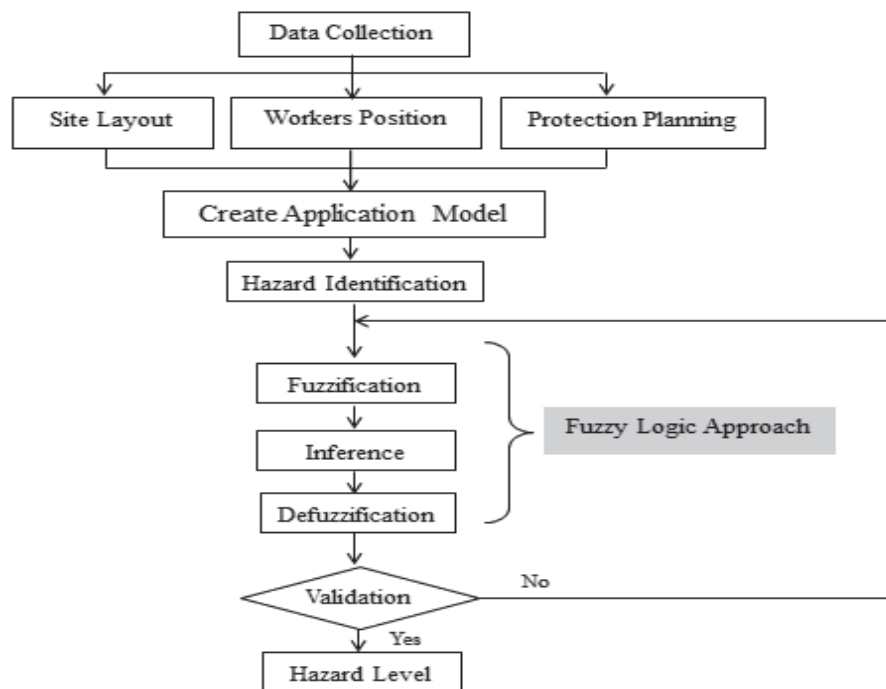 Data Collection
Site Layout
Workers Position
Protection Planning
Create Application Model
Hazard Identification
Fuzzification
Fuzzy Logic Approach
Inference
Defuzzification
No
Validation
Yes
Hazard Level